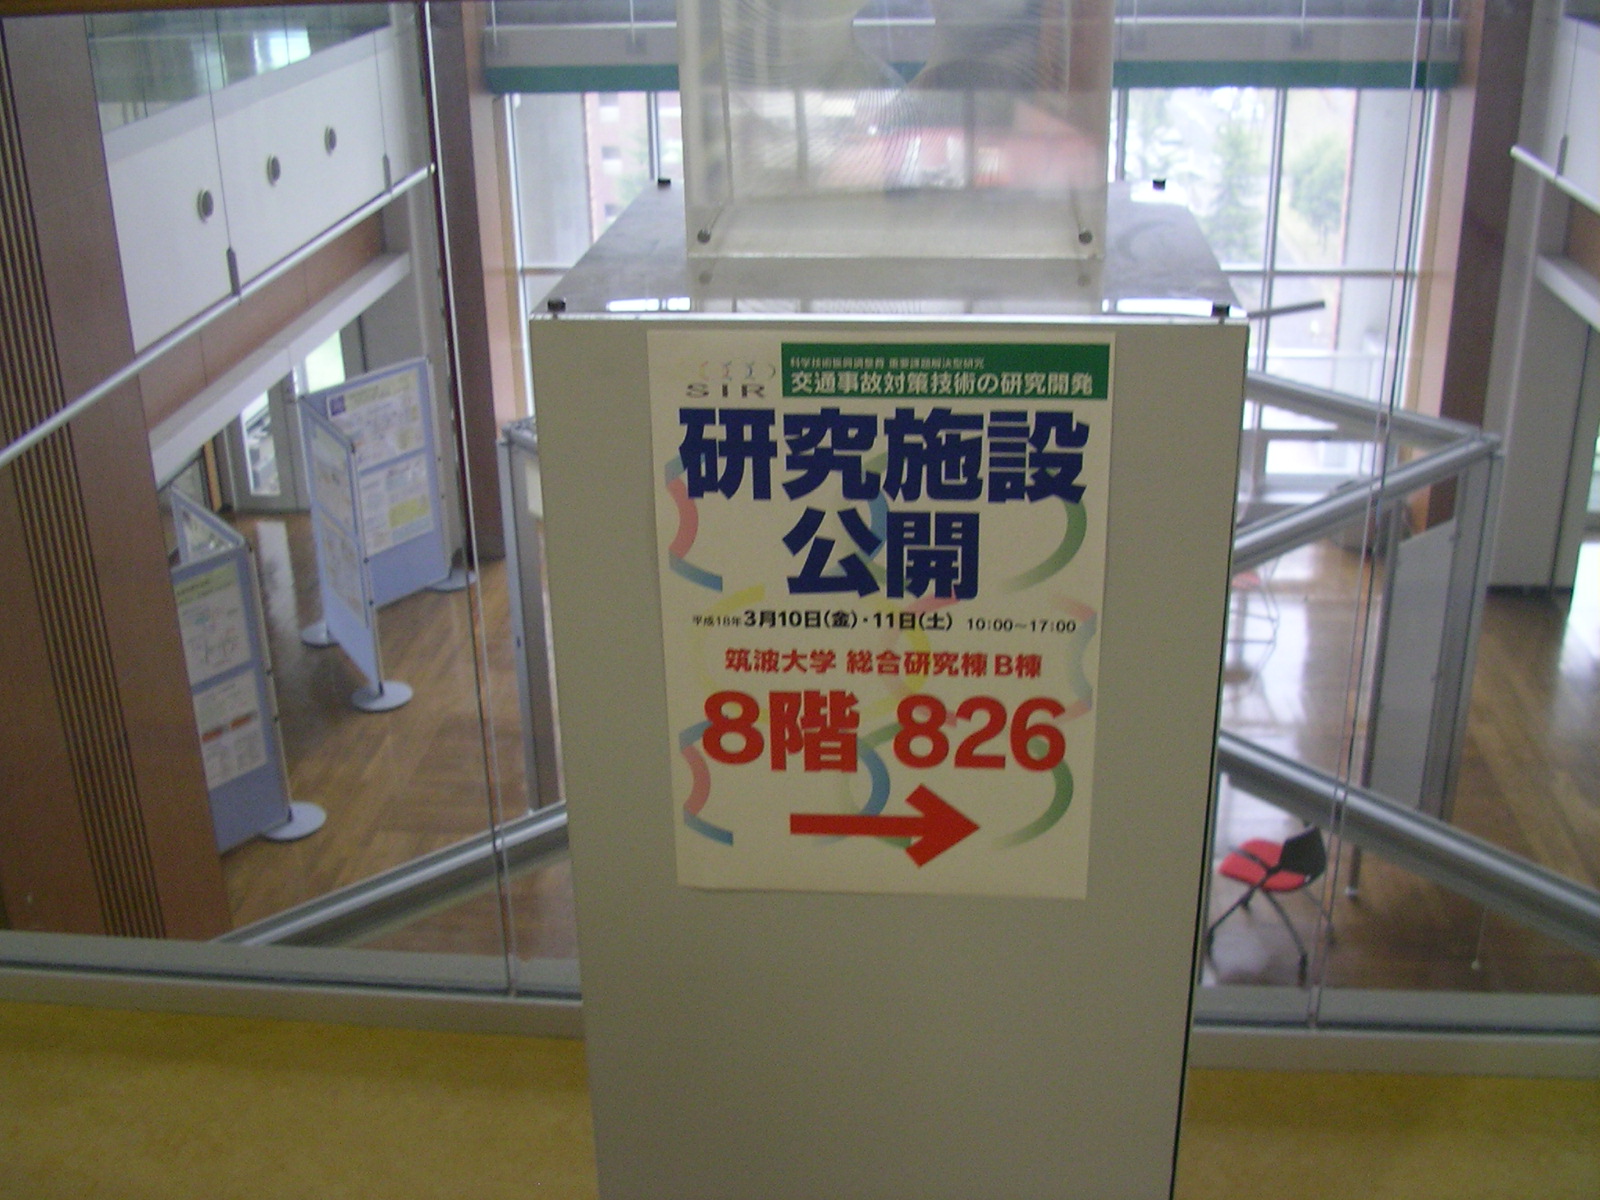 SIR
科学技術振興調整費 重要課題解決型研究
交通事故対策技術の研究開発
研究施設
公開
平成18年3月10日(金)・11日(土) 10:00~17:00
筑波大学 総合研究棟B棟
8階 826